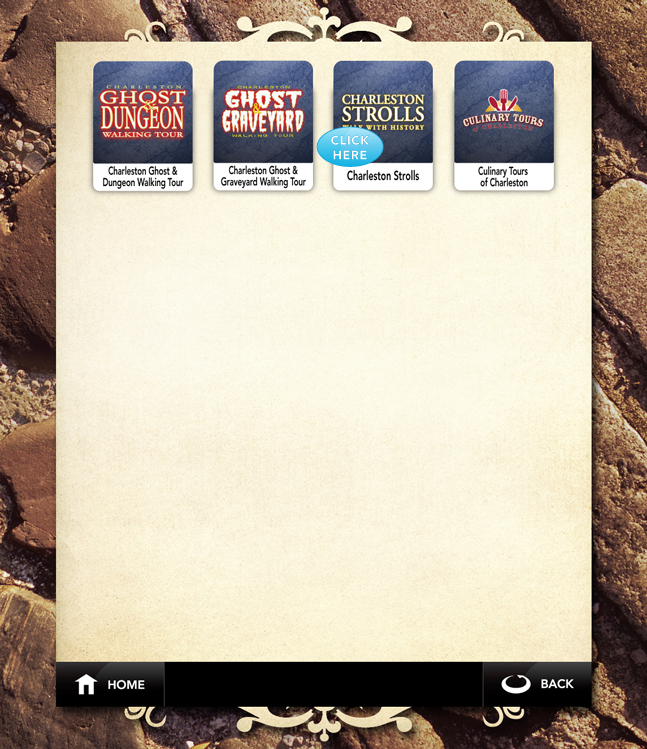 CHARLESTON
GHOST
&
DUNGEON
WALKING TOUR
Charleston Ghost &
Dungeon Walking Tour
CHARLESTON
GHOST
&
GRAVEYARD
WALKING TOUR
Charleston Ghost &
Graveyard Walking Tour
CHARLESTON
STROLLS
WALK WITH HISTORY
CLICK
HERE
Charleston Strolls
CULINARY TOURS
OF CHARLESTON
Culinary Tours
of Charleston
HOME
BACK